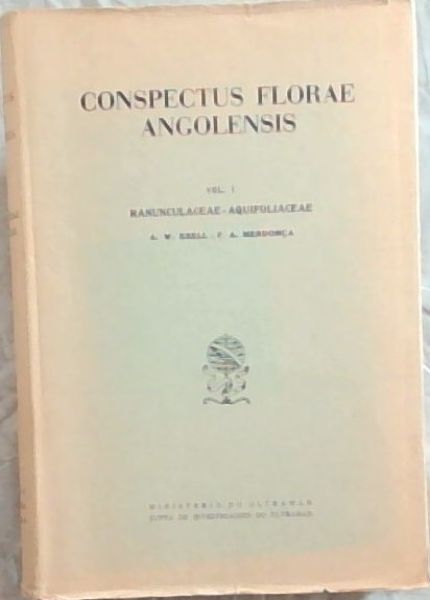 CONSPECTUS FLORAE
ANGOLENSIS
VOL. I
RANUNCULACEAE - AQUIFOLIACEAE
A. W. EXELL - F. A. MENDONÇA
MINISTÉRIO DO ULTRAMAR
JUNTA DE INVESTIGAÇÕES DO ULTRAMAR